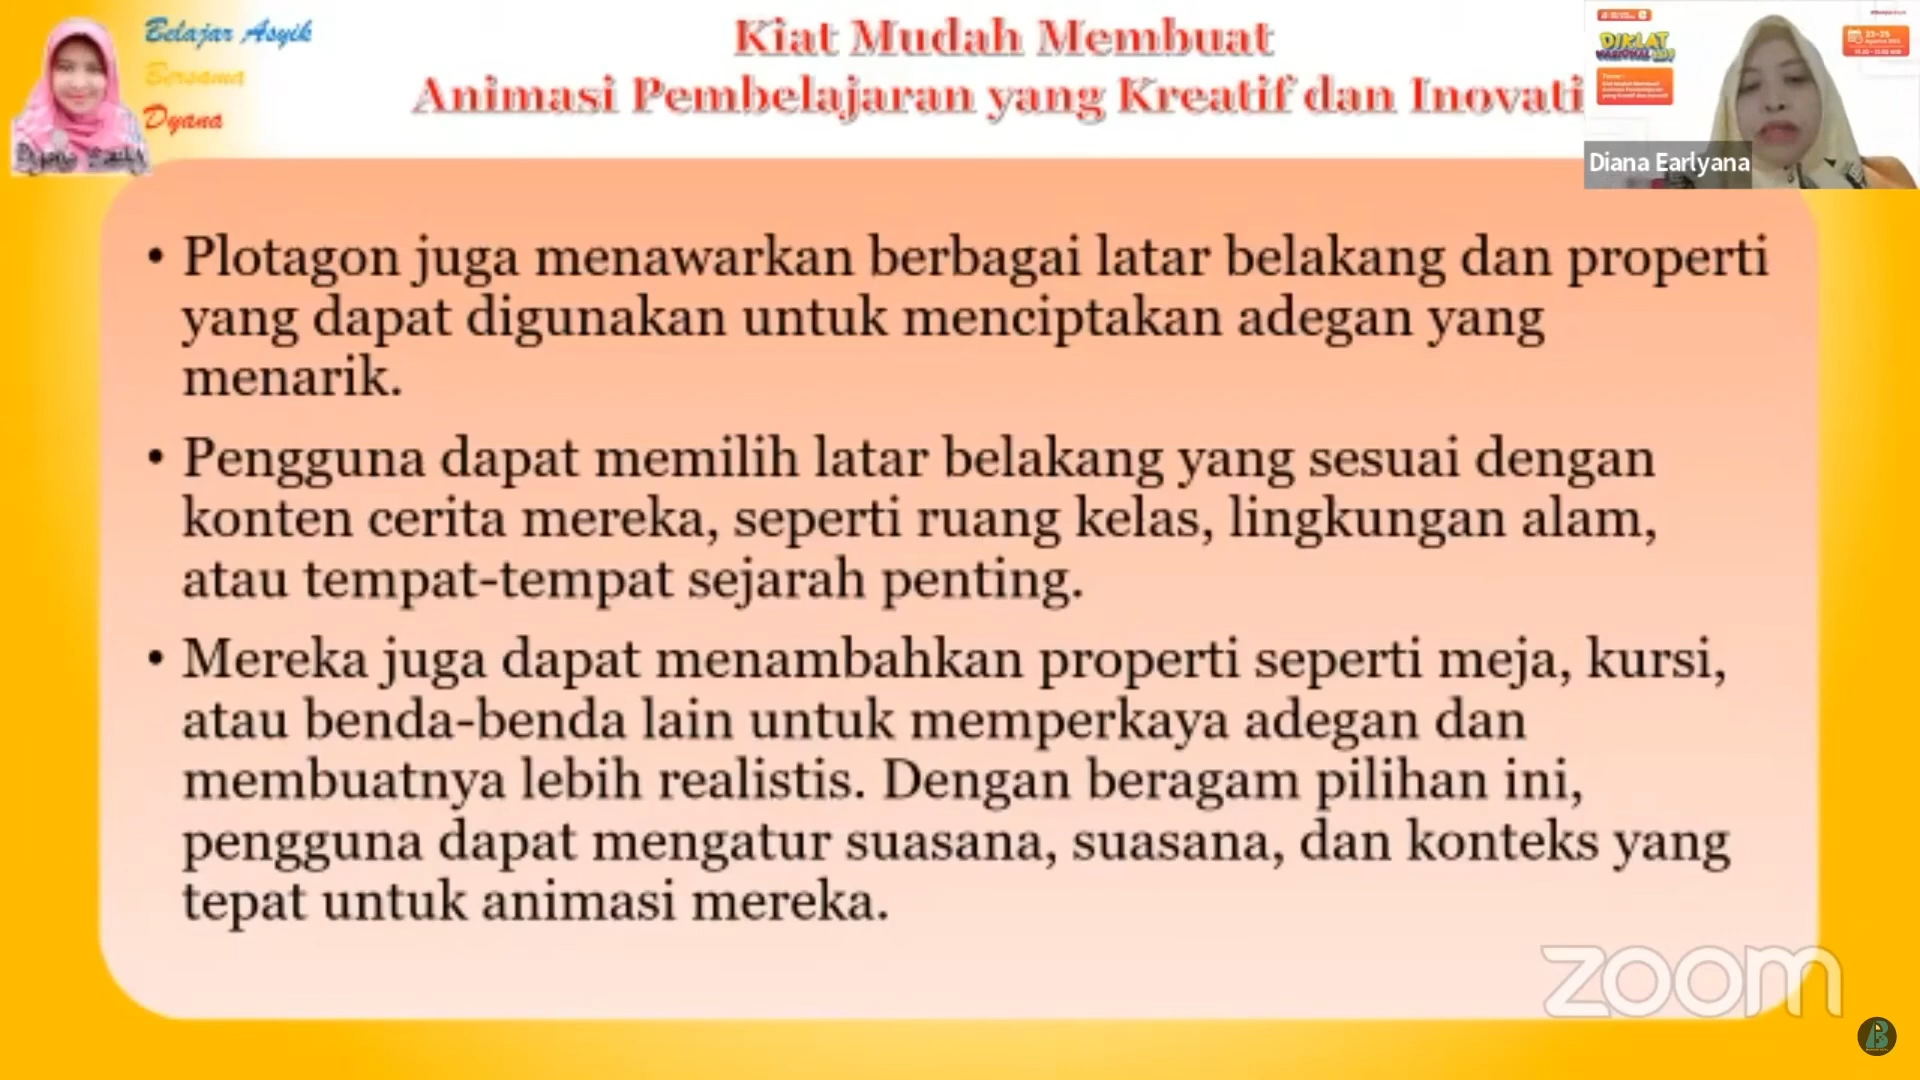 Belajar Asyik
Bersama
Dyana
Kiat Mudah Membuat
Animasi Pembelajaran yang Kreatif dan Inovati
DIKLAT
Diana Earlyana
• Plotagon juga menawarkan berbagai latar belakang dan properti
yang dapat digunakan untuk menciptakan adegan yang
menarik.
• Pengguna dapat memilih latar belakang yang sesuai dengan
konten cerita mereka, seperti ruang kelas, lingkungan alam,
atau tempat-tempat sejarah penting.
• Mereka juga dapat menambahkan properti seperti meja, kursi,
atau benda-benda lain untuk memperkaya adegan dan
membuatnya lebih realistis. Dengan beragam pilihan ini,
pengguna dapat mengatur suasana, suasana, dan konteks yang
tepat untuk animasi mereka.
zoom